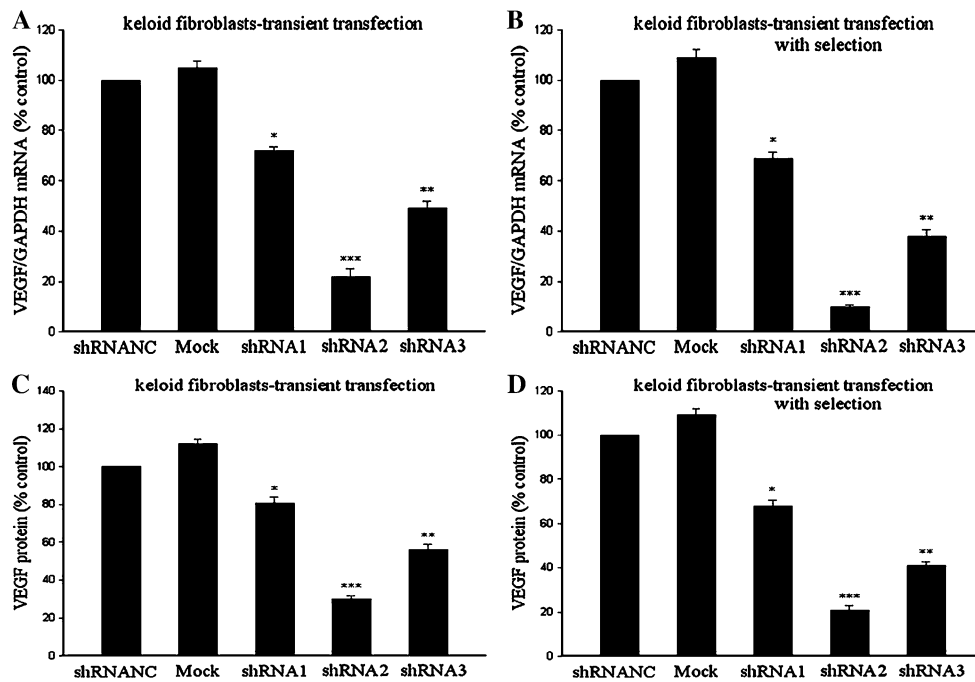 A
keloid fibroblasts-transient transfection
VEGF/GAPDH mRNA (% control)
120
100
80
60
40
20
0
*
***
**
shRNANC Mock shRNA1 shRNA2 shRNA3
B
keloid fibroblasts-transient transfection
with selection
VEGF/GAPDH mRNA (% control)
120
100
80
60
40
20
0
*
***
**
shRNANC Mock shRNA1 shRNA2 shRNA3
C
keloid fibroblasts-transient transfection
VEGF protein (% control)
140
120
100
80
60
40
20
0
*
***
**
shRNANC Mock shRNA1 shRNA2 shRNA3
D
keloid fibroblasts-transient transfection
with selection
VEGF protein (% control)
120
100
80
60
40
20
0
*
***
**
shRNANC Mock shRNA1 shRNA2 shRNA3